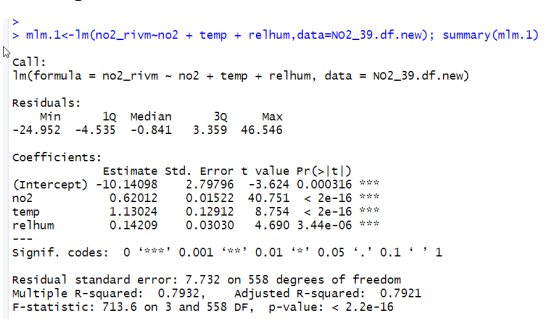 >
> mlm.1<-lm(no2_rivm~no2 + temp + relhum,data=NO2_39.df.new); summary(mlm.1)
Call:
lm(formula = no2_rivm ~ no2 + temp + relhum, data = NO2_39.df.new)
Residuals:
Min 1Q Median 3Q Max
-24.952 -4.535 -0.841 3.359 46.546
Coefficients:
Estimate Std. Error t value Pr(>|t|)
(Intercept) -10.14098 2.79796 -3.624 0.000316 ***
no2 0.62012 0.01522 40.751 < 2e-16 ***
temp 1.13024 0.12912 8.754 < 2e-16 ***
relhum 0.14209 0.03030 4.690 3.44e-06 ***
---
Signif. codes: 0 ‘***’ 0.001 ‘**’ 0.01 ‘*’ 0.05 ‘.’ 0.1 ‘ ’ 1
Residual standard error: 7.732 on 558 degrees of freedom
Multiple R-squared: 0.7932, Adjusted R-squared: 0.7921
F-statistic: 713.6 on 3 and 558 DF, p-value: < 2.2e-16